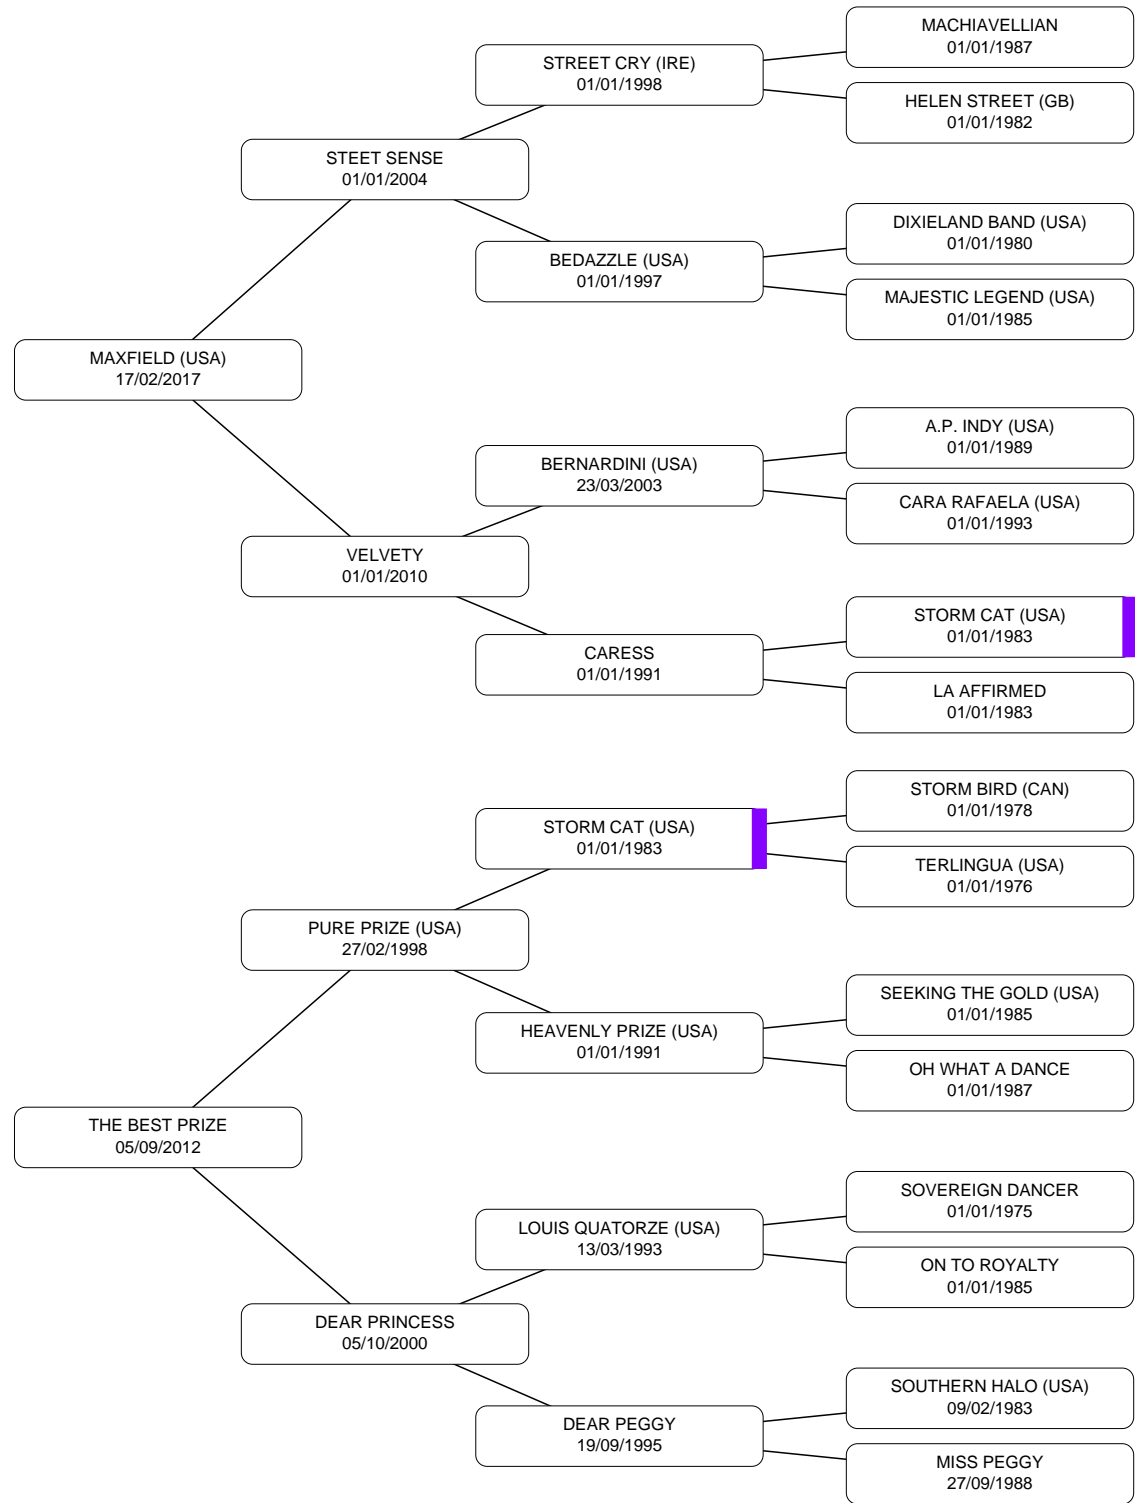 MACHIAVELLIAN
01/01/1987
STREET CRY (IRE)
01/01/1998
HELEN STREET (GB)
01/01/1982
STEET SENSE
01/01/2004
DIXIELAND BAND (USA)
01/01/1980
BEDAZZLE (USA)
01/01/1997
MAJESTIC LEGEND (USA)
01/01/1985
MAXFIELD (USA)
17/02/2017
A.P. INDY (USA)
01/01/1989
BERNARDINI (USA)
23/03/2003
CARA RAFAELA (USA)
01/01/1993
VELVETY
01/01/2010
STORM CAT (USA)
01/01/1983
CARESS
01/01/1991
LA AFFIRMED
01/01/1983
STORM BIRD (CAN)
01/01/1978
STORM CAT (USA)
01/01/1983
TERLINGUA (USA)
01/01/1976
PURE PRIZE (USA)
27/02/1998
SEEKING THE GOLD (USA)
01/01/1985
HEAVENLY PRIZE (USA)
01/01/1991
OH WHAT A DANCE
01/01/1987
THE BEST PRIZE
05/09/2012
SOVEREIGN DANCER
01/01/1975
LOUIS QUATORZE (USA)
13/03/1993
ON TO ROYALTY
01/01/1985
DEAR PRINCESS
05/10/2000
SOUTHERN HALO (USA)
09/02/1983
DEAR PEGGY
19/09/1995
MISS PEGGY
27/09/1988